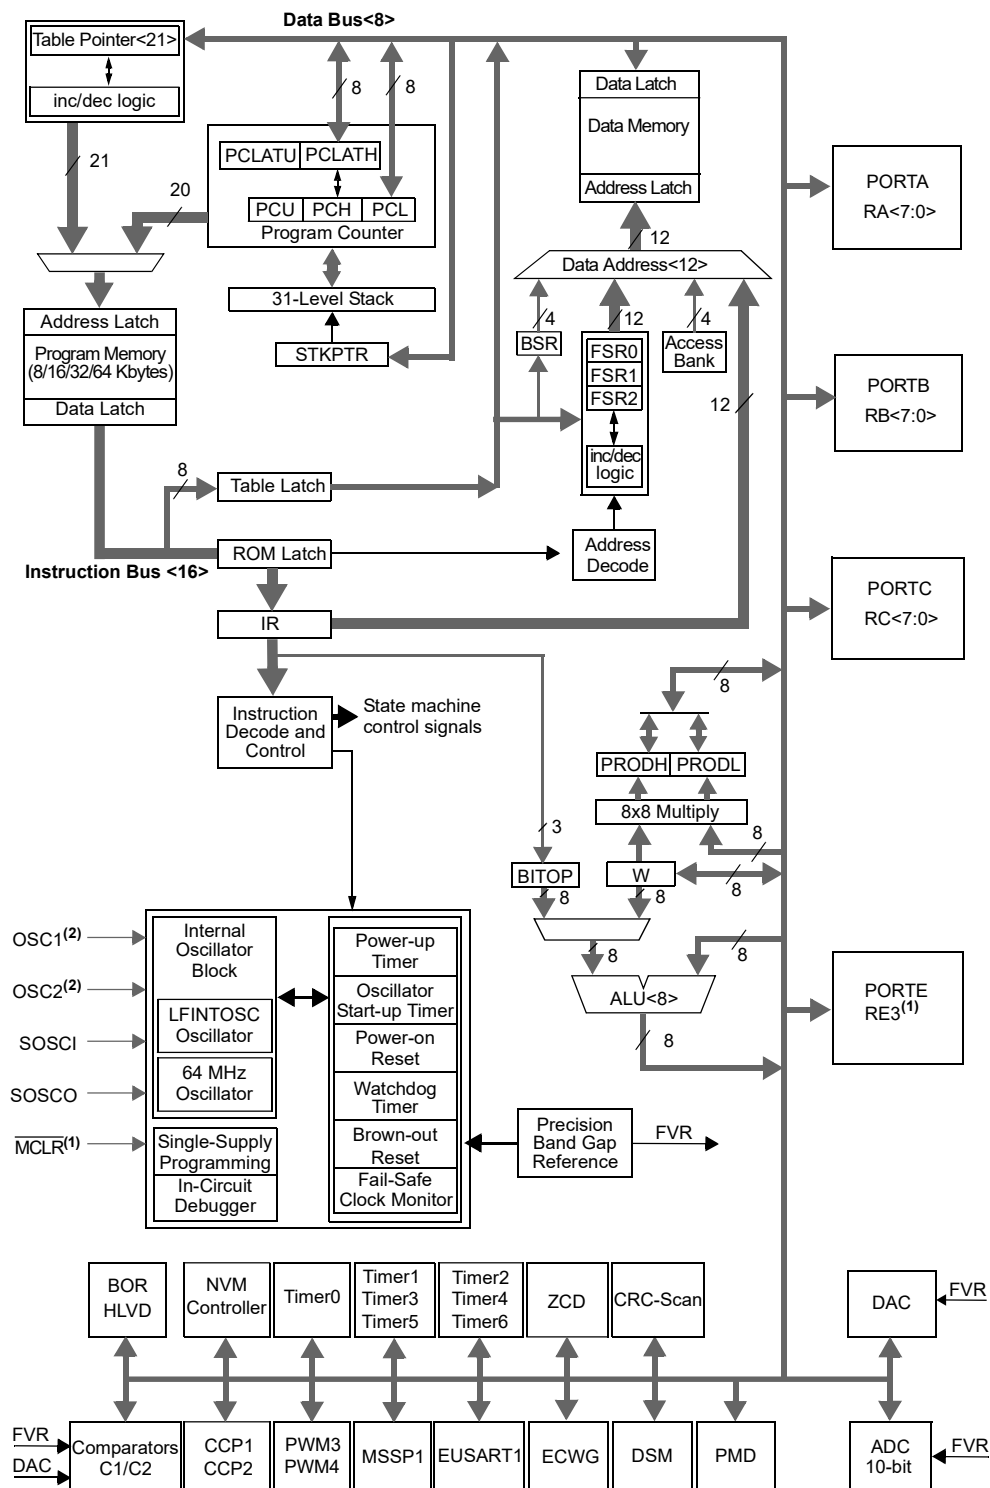 Data Bus<8>
Table Pointer<21>
inc/dec logic
21
20
8
8
PCLATU
PCLATH
PCU
PCH
PCL
Program Counter
31-Level Stack
STKPTR
Address Latch
Program Memory
(8/16/32/64 Kbytes)
Data Latch
Data Latch
Data Memory
Address Latch
12
Data Address<12>
4
12
4
BSR
FSR0
FSR1
FSR2
inc/dec
logic
Access
Bank
12
Address
Decode
8
Table Latch
ROM Latch
Instruction Bus <16>
IR
Instruction
Decode and
Control
State machine
control signals
PORTA
RA<7:0>
PORTB
RB<7:0>
PORTC
RC<7:0>
PORTE
RE3(1)
8
PRODH
PRODL
8x8 Multiply
8
3
BITOP
W
8
8
8
8
8
ALU<8>
8
OSC1(2)
OSC2(2)
SOSCI
SOSCO
MCLR(1)
Internal
Oscillator
Block
LFINTOSC
Oscillator
64 MHz
Oscillator
Single-Supply
Programming
In-Circuit
Debugger
Power-up
Timer
Oscillator
Start-up Timer
Power-on
Reset
Watchdog
Timer
Brown-out
Reset
Fail-Safe
Clock Monitor
Precision
Band Gap
Reference
FVR
BOR
HLVD
NVM
Controller
Timer0
Timer1
Timer3
Timer5
Timer2
Timer4
Timer6
ZCD
CRC-Scan
DAC
FVR
FVR
DAC
Comparators
C1/C2
CCP1
CCP2
PWM3
PWM4
MSSP1
EUSART1
ECWG
DSM
PMD
ADC
10-bit
FVR